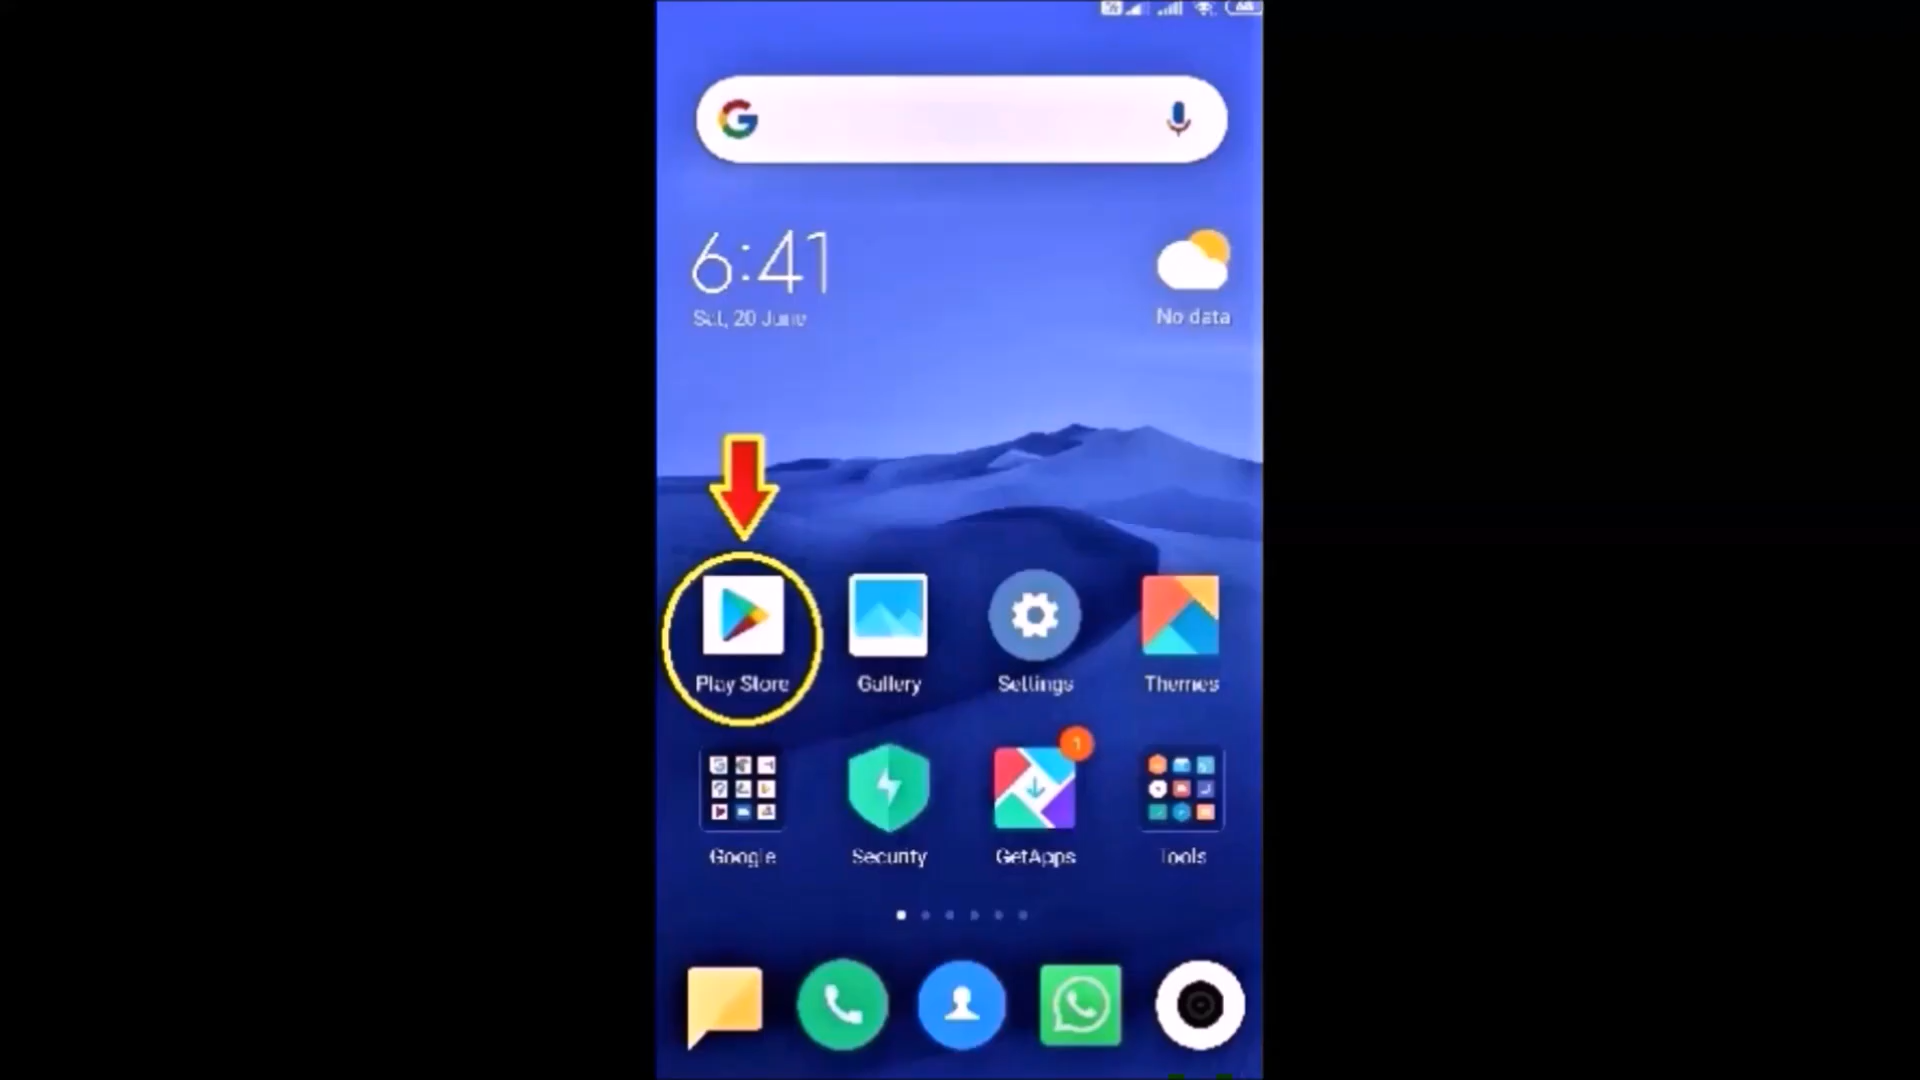 6:41
Sat, 20 June
No data
Play Store
Gallery
Settings
Themes
1
Google
Security
GetApps
Tools